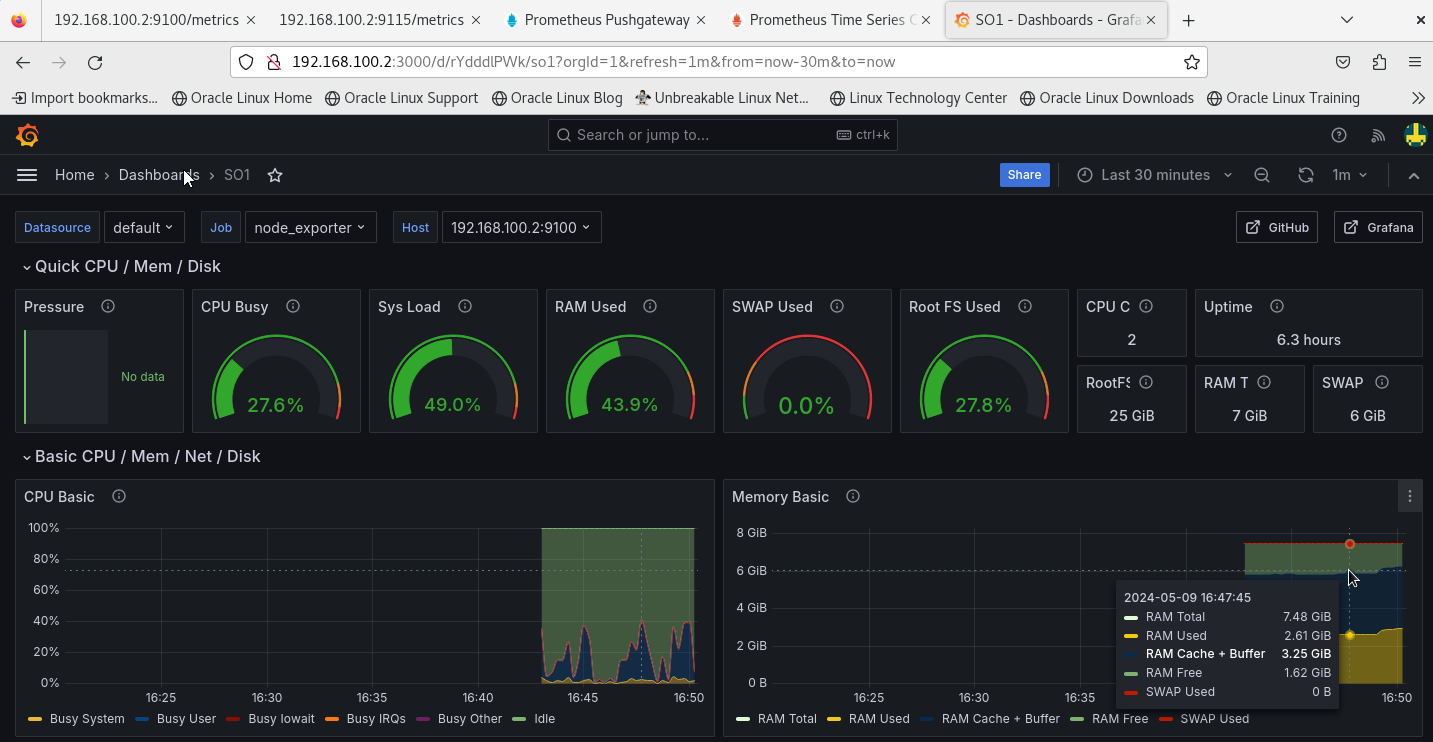 192.168.100.2:9100/metrics 192.168.100.2:9115/metrics Prometheus Pushgateway Prometheus Time Series C SO1 - Dashboards - Grafa
192.168.100.2:3000/d/rYdddlPWk/so1?orgId=1&refresh=1m&from=now-30m&to=now
Import bookmarks... Oracle Linux Home Oracle Linux Support Oracle Linux Blog Unbreakable Linux Net... Linux Technology Center Oracle Linux Downloads Oracle Linux Training
Search or jump to... ctrl+k
Home Dashboards SO1 Share Last 30 minutes 1m
Datasource default Job node_exporter Host 192.168.100.2:9100 GitHub Grafana
Quick CPU / Mem / Disk
Pressure CPU Busy Sys Load RAM Used SWAP Used Root FS Used CPU C Uptime
2 6.3 hours
No data 27.6% 49.0% 43.9% 0.0% 27.8%
RootFS RAM T SWAP
25 GiB 7 GiB 6 GiB
Basic CPU / Mem / Net / Disk
CPU Basic
100%
80%
60%
40%
20%
0%
16:25 16:30 16:35 16:40 16:45 16:50
Busy System Busy User Busy Iowait Busy IRQs Busy Other Idle
Memory Basic
8 GiB
6 GiB
4 GiB
2 GiB
0 B
16:25 16:30 16:35 16:50
2024-05-09 16:47:45
RAM Total 7.48 GiB
RAM Used 2.61 GiB
RAM Cache + Buffer 3.25 GiB
RAM Free 1.62 GiB
SWAP Used 0 B
RAM Total RAM Used RAM Cache + Buffer RAM Free SWAP Used